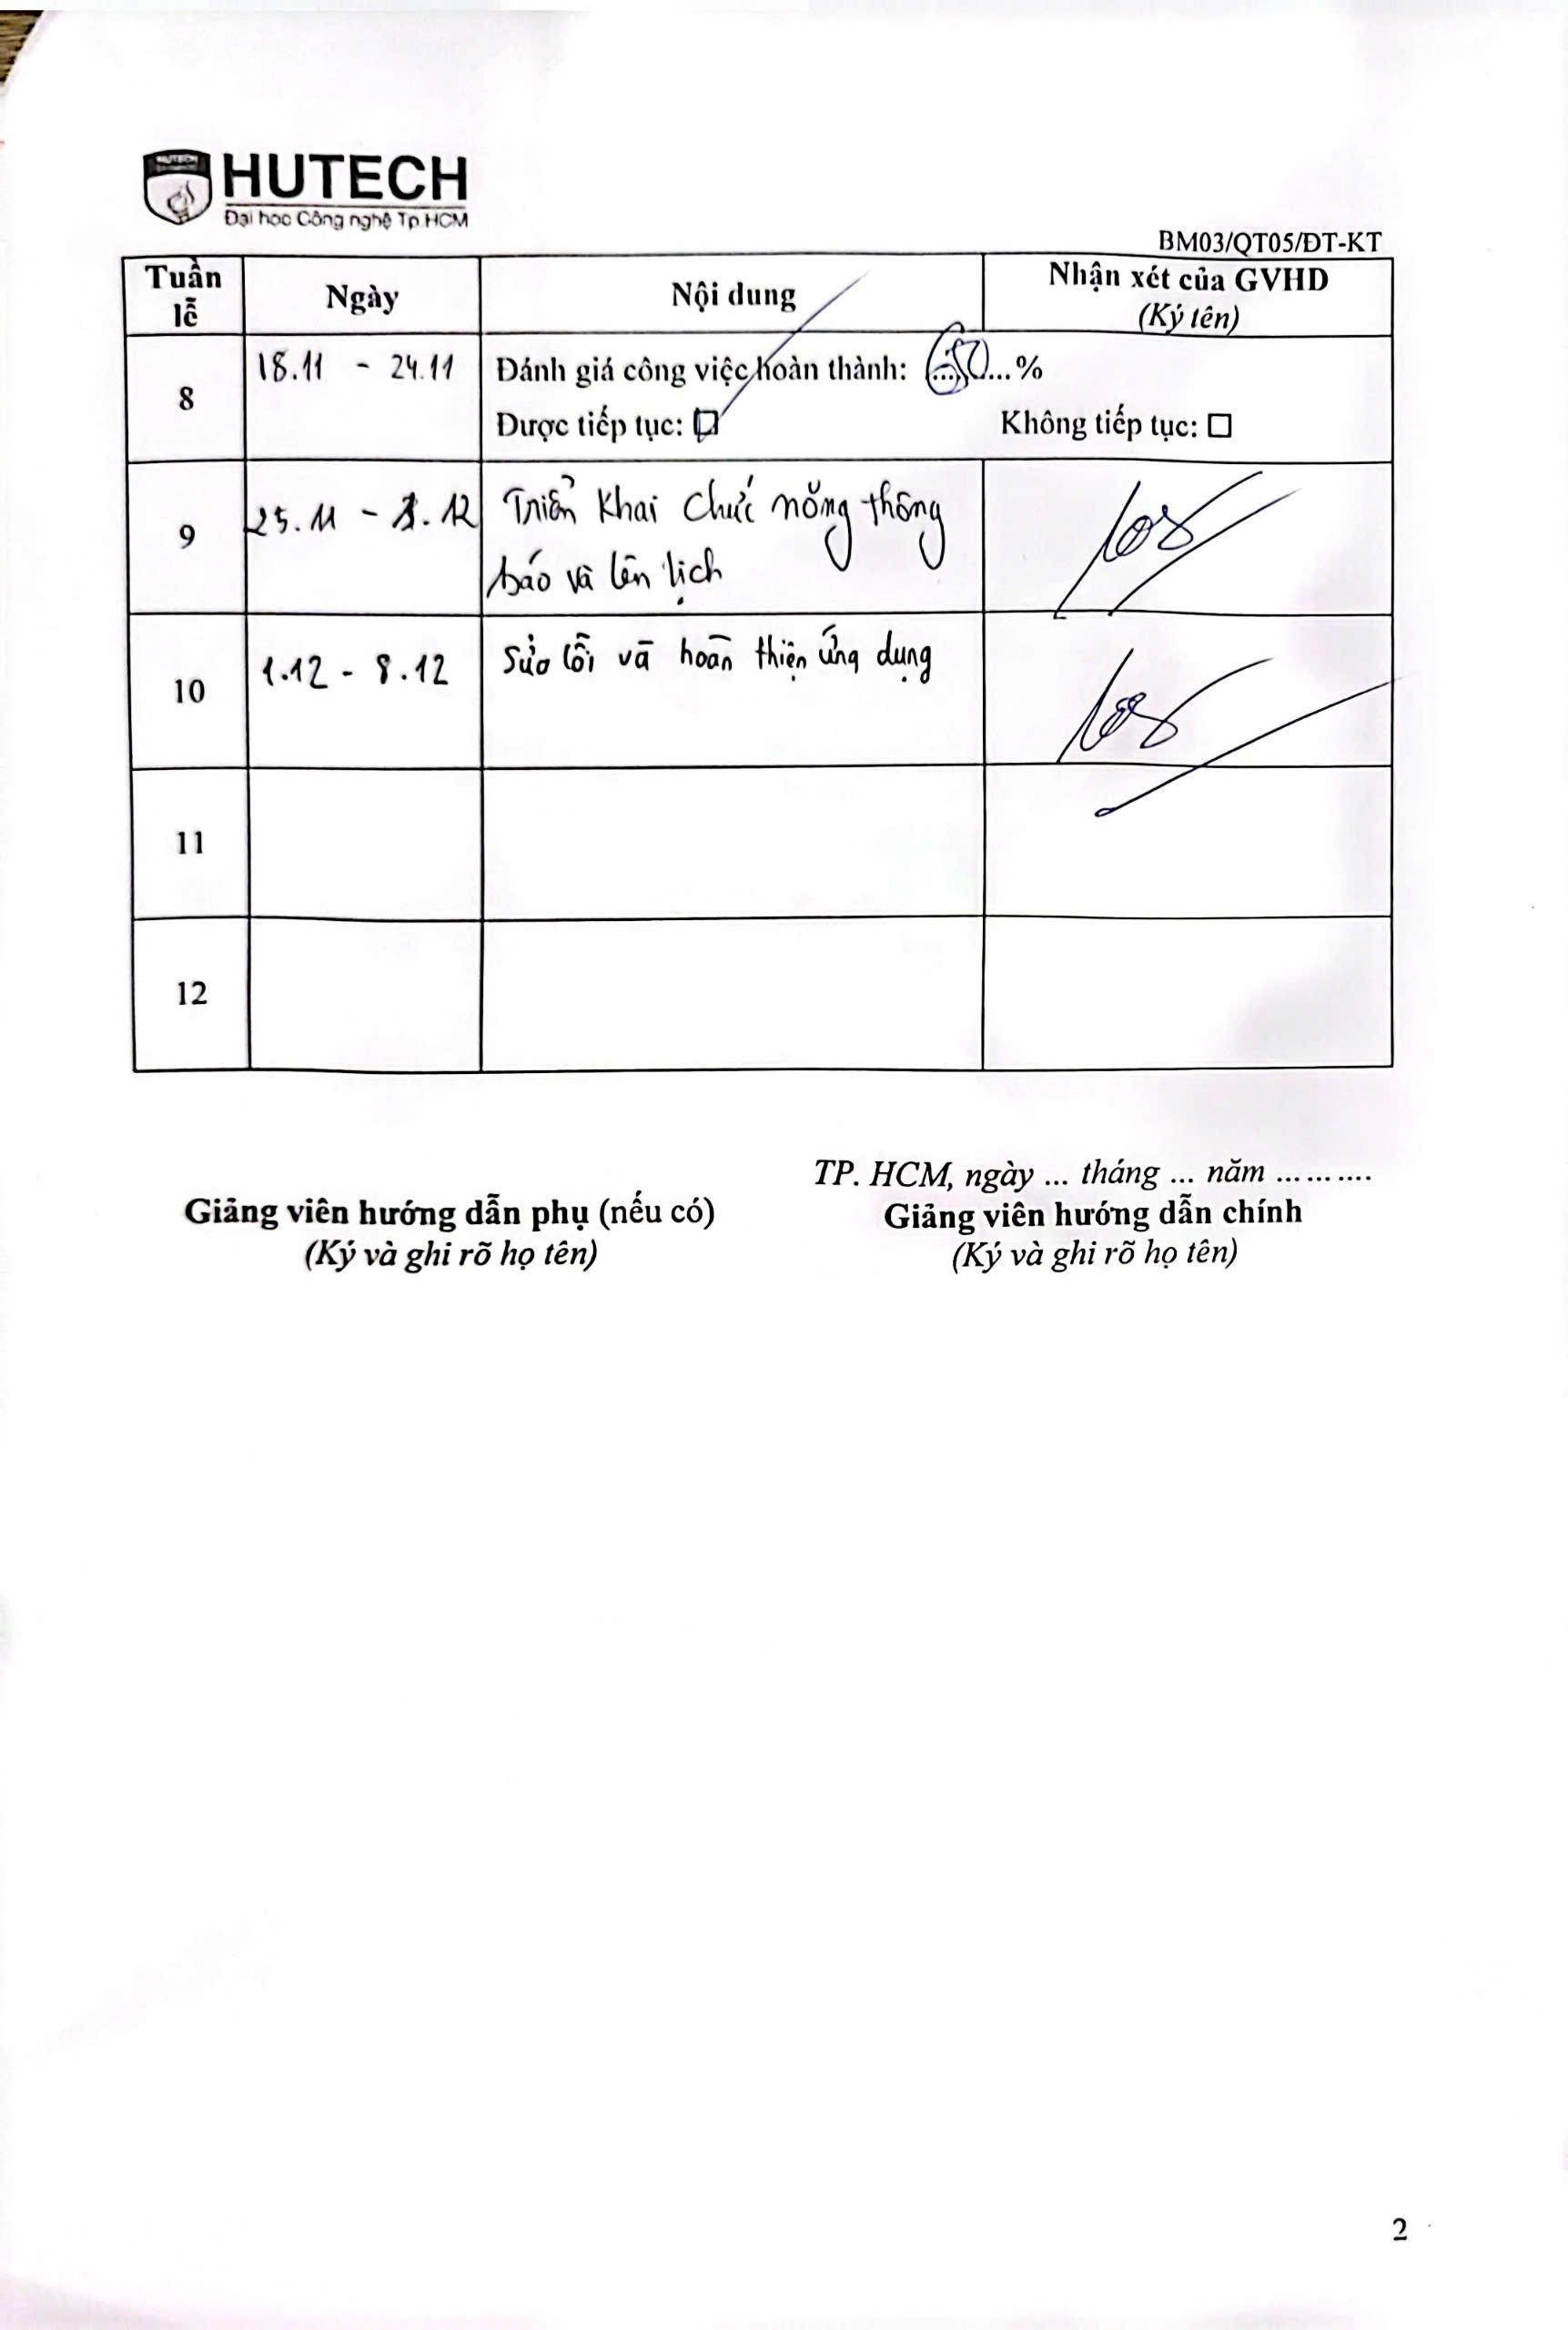 HUTECH
Đại học Công nghệ Tp.HCM
BM03/QT05/ĐT-KT
Tuần lễ
Ngày
Nội dung
Nhận xét của GVHD
(Ký tên)
8
18.11 - 24.11
Đánh giá công việc hoàn thành: ...%
Được tiếp tục: ☑ Không tiếp tục: ☐
9
25.11 - 1.12
Triển khai chức năng thông
báo và lên lịch
10
1.12 - 8.12
Sửa lỗi và hoàn thiện ứng dụng
11
12
TP. HCM, ngày ... tháng ... năm ..........
Giảng viên hướng dẫn phụ (nếu có)
(Ký và ghi rõ họ tên)
Giảng viên hướng dẫn chính
(Ký và ghi rõ họ tên)
2